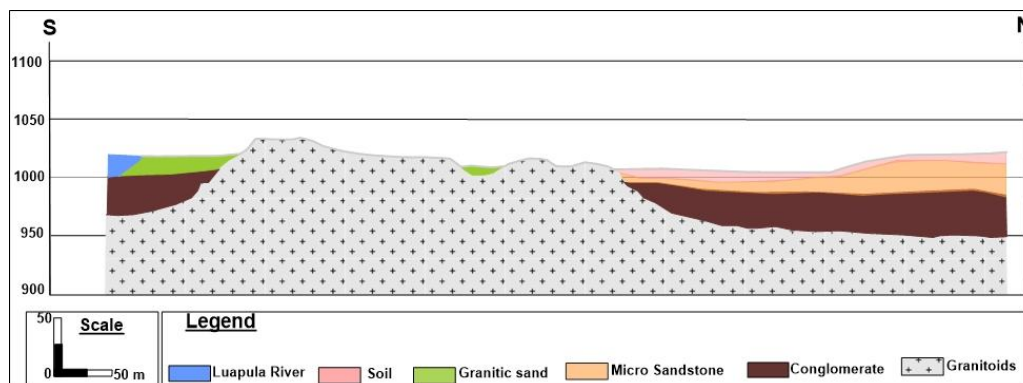 S N
1100
1050
1000
950
900
50 Scale
0 50 m
Legend
Luapula River Soil Granitic sand Micro Sandstone Conglomerate Granitoids